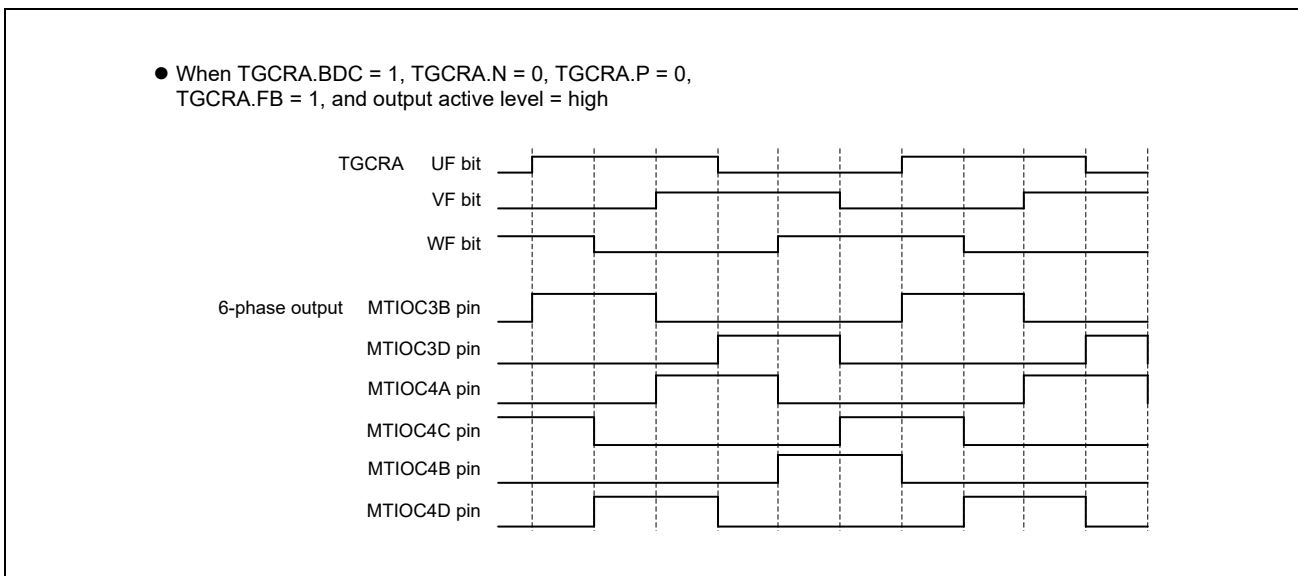 ● When TGCRA.BDC = 1, TGCRA.N = 0, TGCRA.P = 0,
TGCRA.FB = 1, and output active level = high
TGCRA UF bit
VF bit
WF bit
6-phase output MTIOC3B pin
MTIOC3D pin
MTIOC4A pin
MTIOC4C pin
MTIOC4B pin
MTIOC4D pin